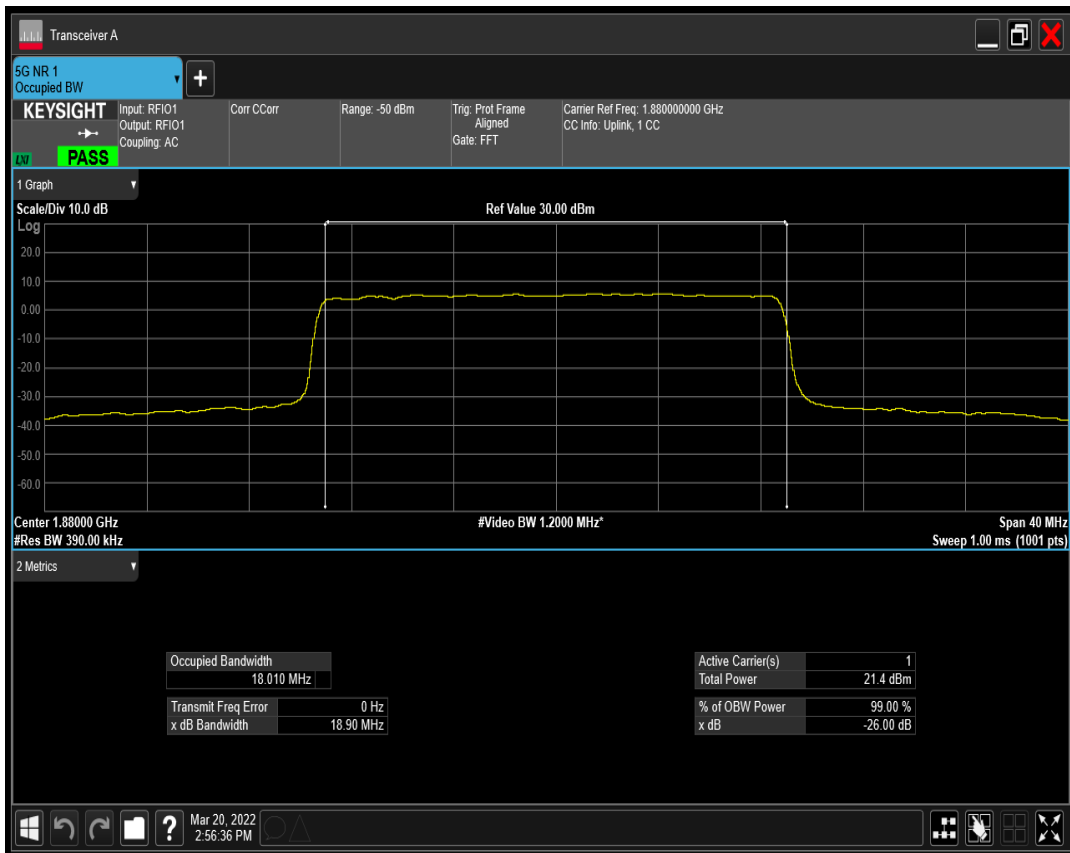 Transceiver A
5G NR 1
Occupied BW
KEYSIGHT
LXI
PASS
Input: RFIO1
Output: RFIO1
Coupling: AC
Corr CCorr
Range: -50 dBm
Trig: Prot Frame
Aligned
Gate: FFT
Carrier Ref Freq: 1.880000000 GHz
CC Info: Uplink, 1 CC
1 Graph
Scale/Div 10.0 dB
Ref Value 30.00 dBm
Log
20.0
10.0
0.00
-10.0
-20.0
-30.0
-40.0
-50.0
-60.0
Center 1.88000 GHz
#Video BW 1.2000 MHz*
Span 40 MHz
#Res BW 390.00 kHz
Sweep 1.00 ms (1001 pts)
2 Metrics
Occupied Bandwidth
18.010 MHz
Transmit Freq Error 0 Hz
x dB Bandwidth 18.90 MHz
Active Carrier(s) 1
Total Power 21.4 dBm
% of OBW Power 99.00 %
x dB -26.00 dB
?
Mar 20, 2022
2:56:36 PM